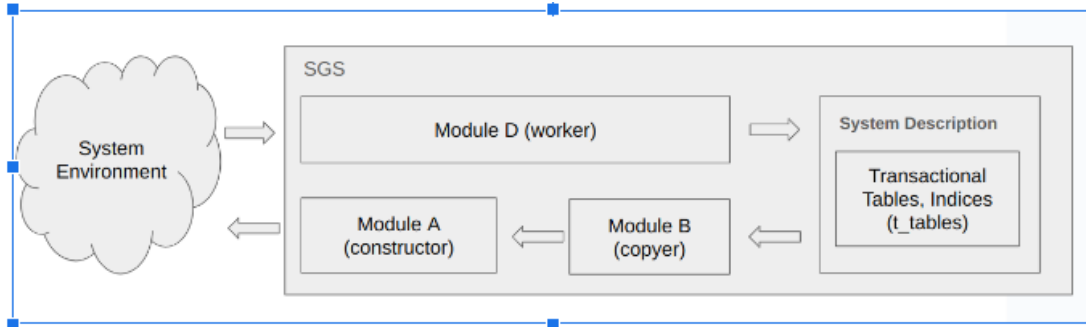 SGS
System
Environment
Module D (worker)
System Description
Transactional
Tables, Indices
(t_tables)
Module A
(constructor)
Module B
(copyer)